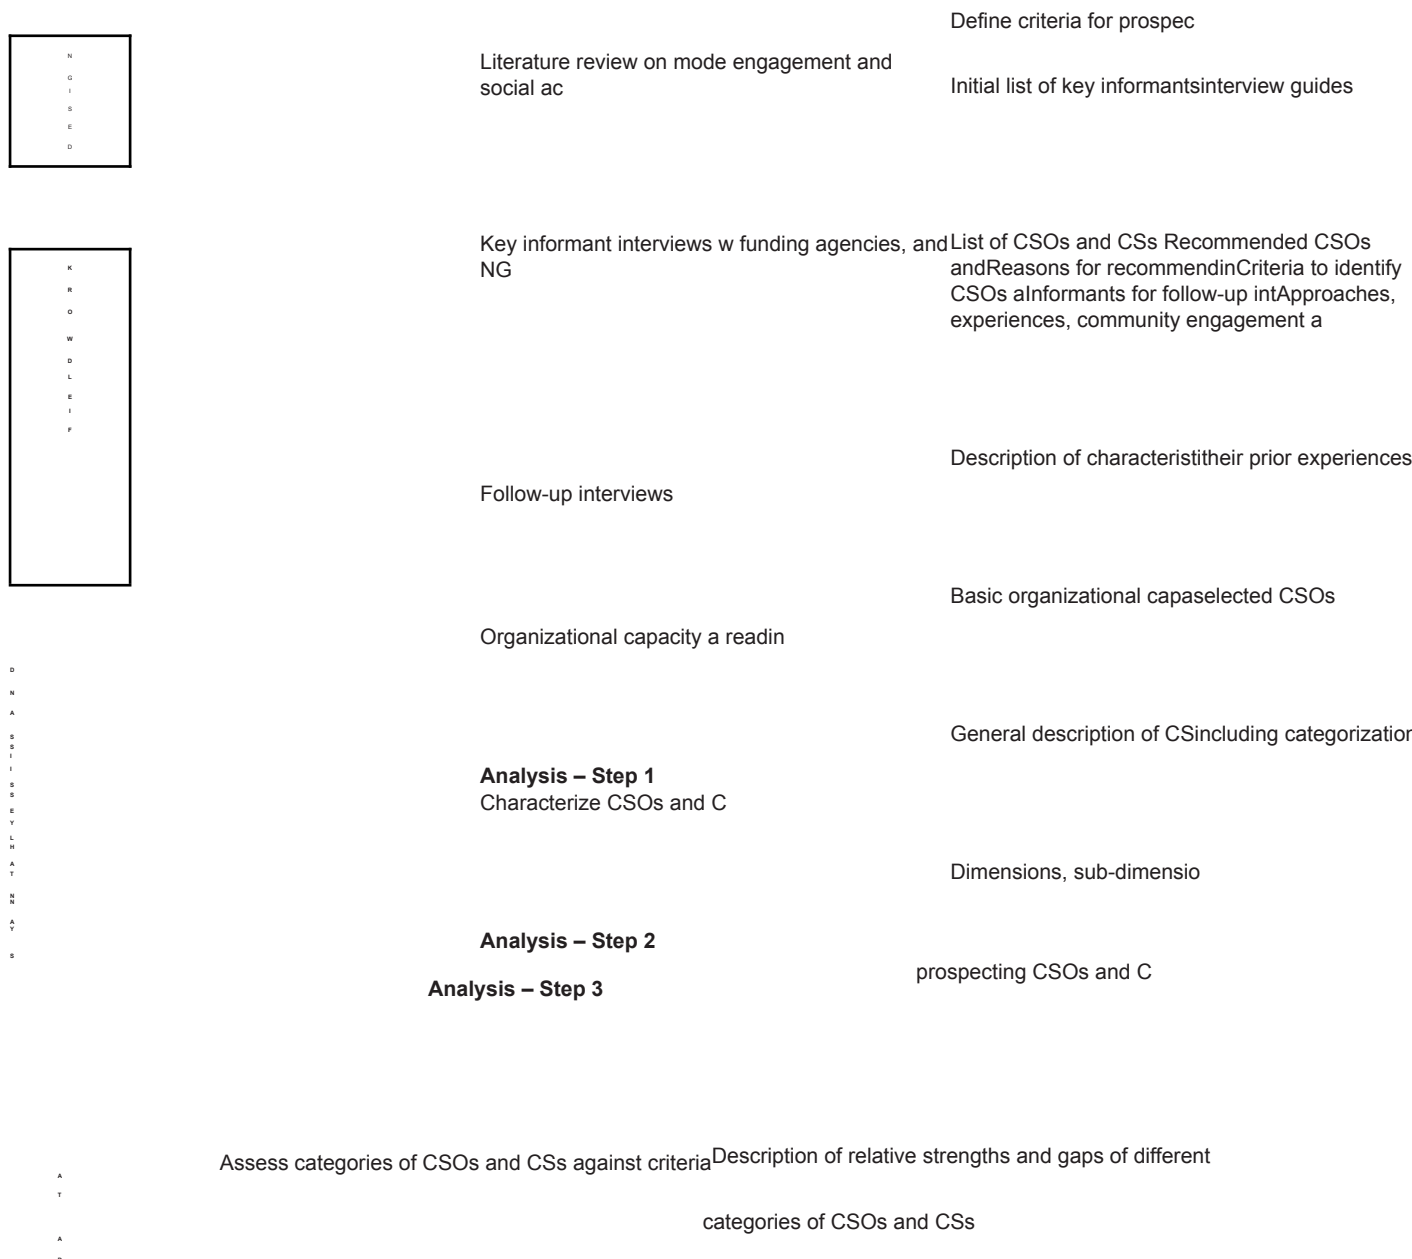 Define criteria for prospec
N
G
I
S
E
D
Literature review on mode engagement and
social ac
Initial list of key informantsinterview guides
K
R
O
W
D
L
E
I
F
Key informant interviews w funding agencies, and
NG
List of CSOs and CSs Recommended CSOs
andReasons for recommendinCriteria to identify
CSOs aInformants for follow-up intApproaches,
experiences, community engagement a
Description of characteristitheir prior experiences
Follow-up interviews
Basic organizational capaselected CSOs
Organizational capacity a readin
D
N
A
S
S
I
I
S
S
E
Y
L
H
A
T
N
N
A
Y
S
General description of CSincluding categorization
Analysis – Step 1
Characterize CSOs and C
Dimensions, sub-dimensio
Analysis – Step 2
prospecting CSOs and C
Analysis – Step 3
Assess categories of CSOs and CSs against criteria
Description of relative strengths and gaps of different
categories of CSOs and CSs
A
T
A